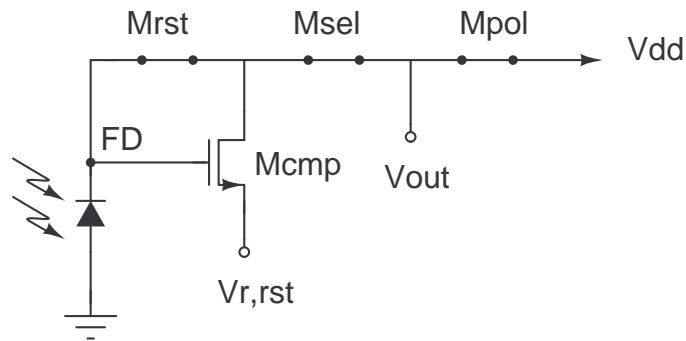 Mrst
Msel
Mpol
Vdd
FD
Mcmp
Vout
Vr,rst